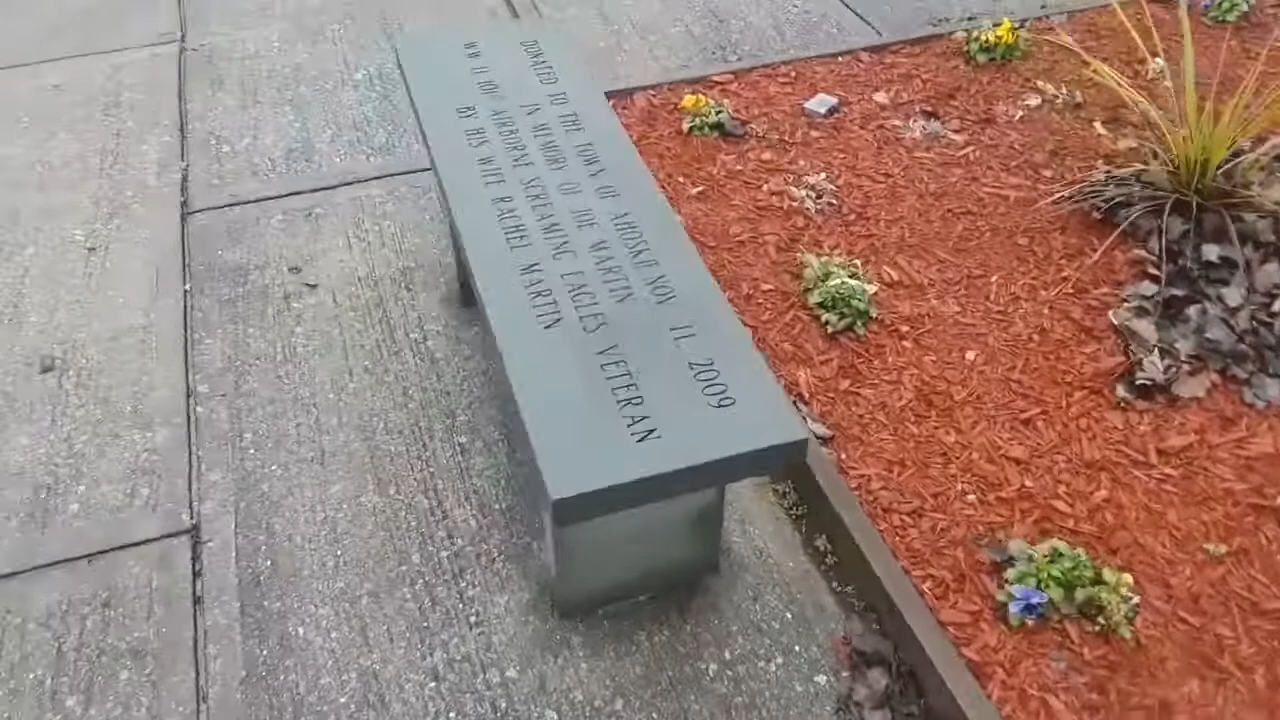 DONATED TO THE TOWN OF AHOSKIE NOV 11, 2009
IN MEMORY OF JOE MARTIN
WW II 101 AIRBORNE SCREAMING EAGLES VETERAN
BY HIS WIFE RACHEL MARTIN